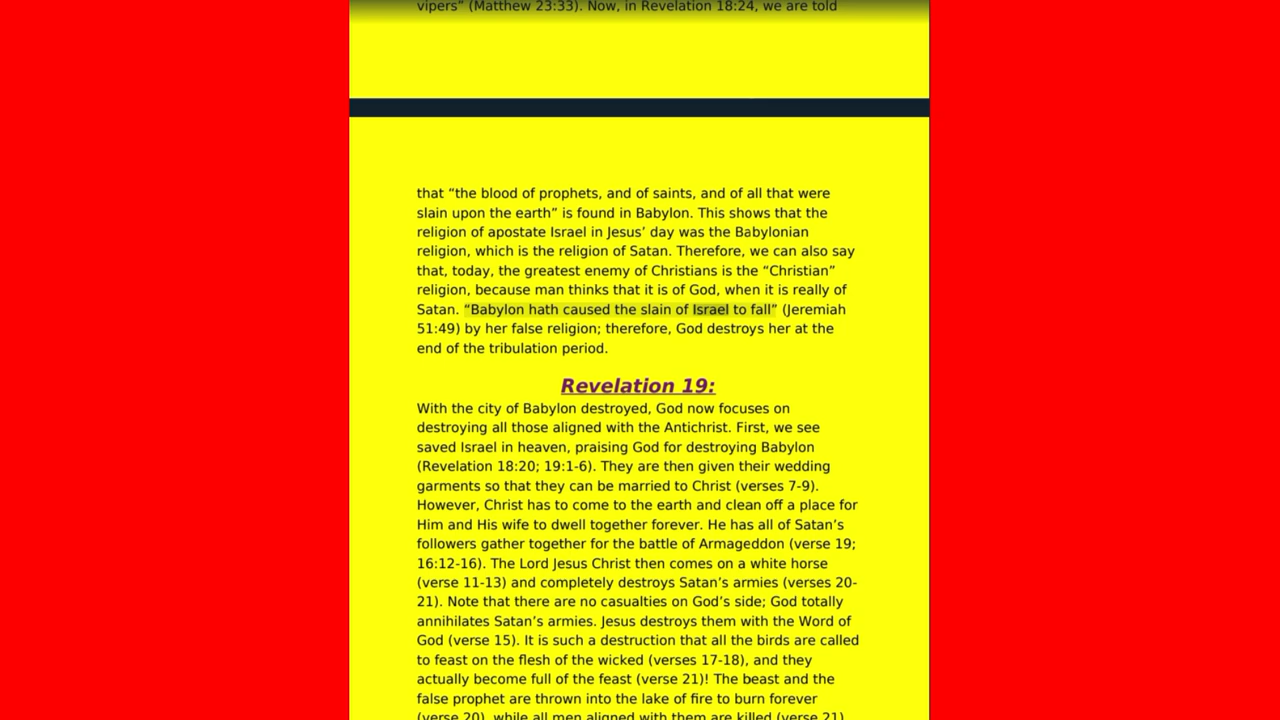 vipers” (Matthew 23:33). Now, in Revelation 18:24, we are told
that “the blood of prophets, and of saints, and of all that were
slain upon the earth” is found in Babylon. This shows that the
religion of apostate Israel in Jesus’ day was the Babylonian
religion, which is the religion of Satan. Therefore, we can also say
that, today, the greatest enemy of Christians is the “Christian”
religion, because man thinks that it is of God, when it is really of
Satan. “Babylon hath caused the slain of Israel to fall” (Jeremiah
51:49) by her false religion; therefore, God destroys her at the
end of the tribulation period.
Revelation 19:
With the city of Babylon destroyed, God now focuses on
destroying all those aligned with the Antichrist. First, we see
saved Israel in heaven, praising God for destroying Babylon
(Revelation 18:20; 19:1-6). They are then given their wedding
garments so that they can be married to Christ (verses 7-9).
However, Christ has to come to the earth and clean off a place for
Him and His wife to dwell together forever. He has all of Satan’s
followers gather together for the battle of Armageddon (verse 19;
16:12-16). The Lord Jesus Christ then comes on a white horse
(verse 11-13) and completely destroys Satan’s armies (verses 20-
21). Note that there are no casualties on God’s side; God totally
annihilates Satan’s armies. Jesus destroys them with the Word of
God (verse 15). It is such a destruction that all the birds are called
to feast on the flesh of the wicked (verses 17-18), and they
actually become full of the feast (verse 21)! The beast and the
false prophet are thrown into the lake of fire to burn forever
(verse 20), while all men aligned with them are killed (verse 21).